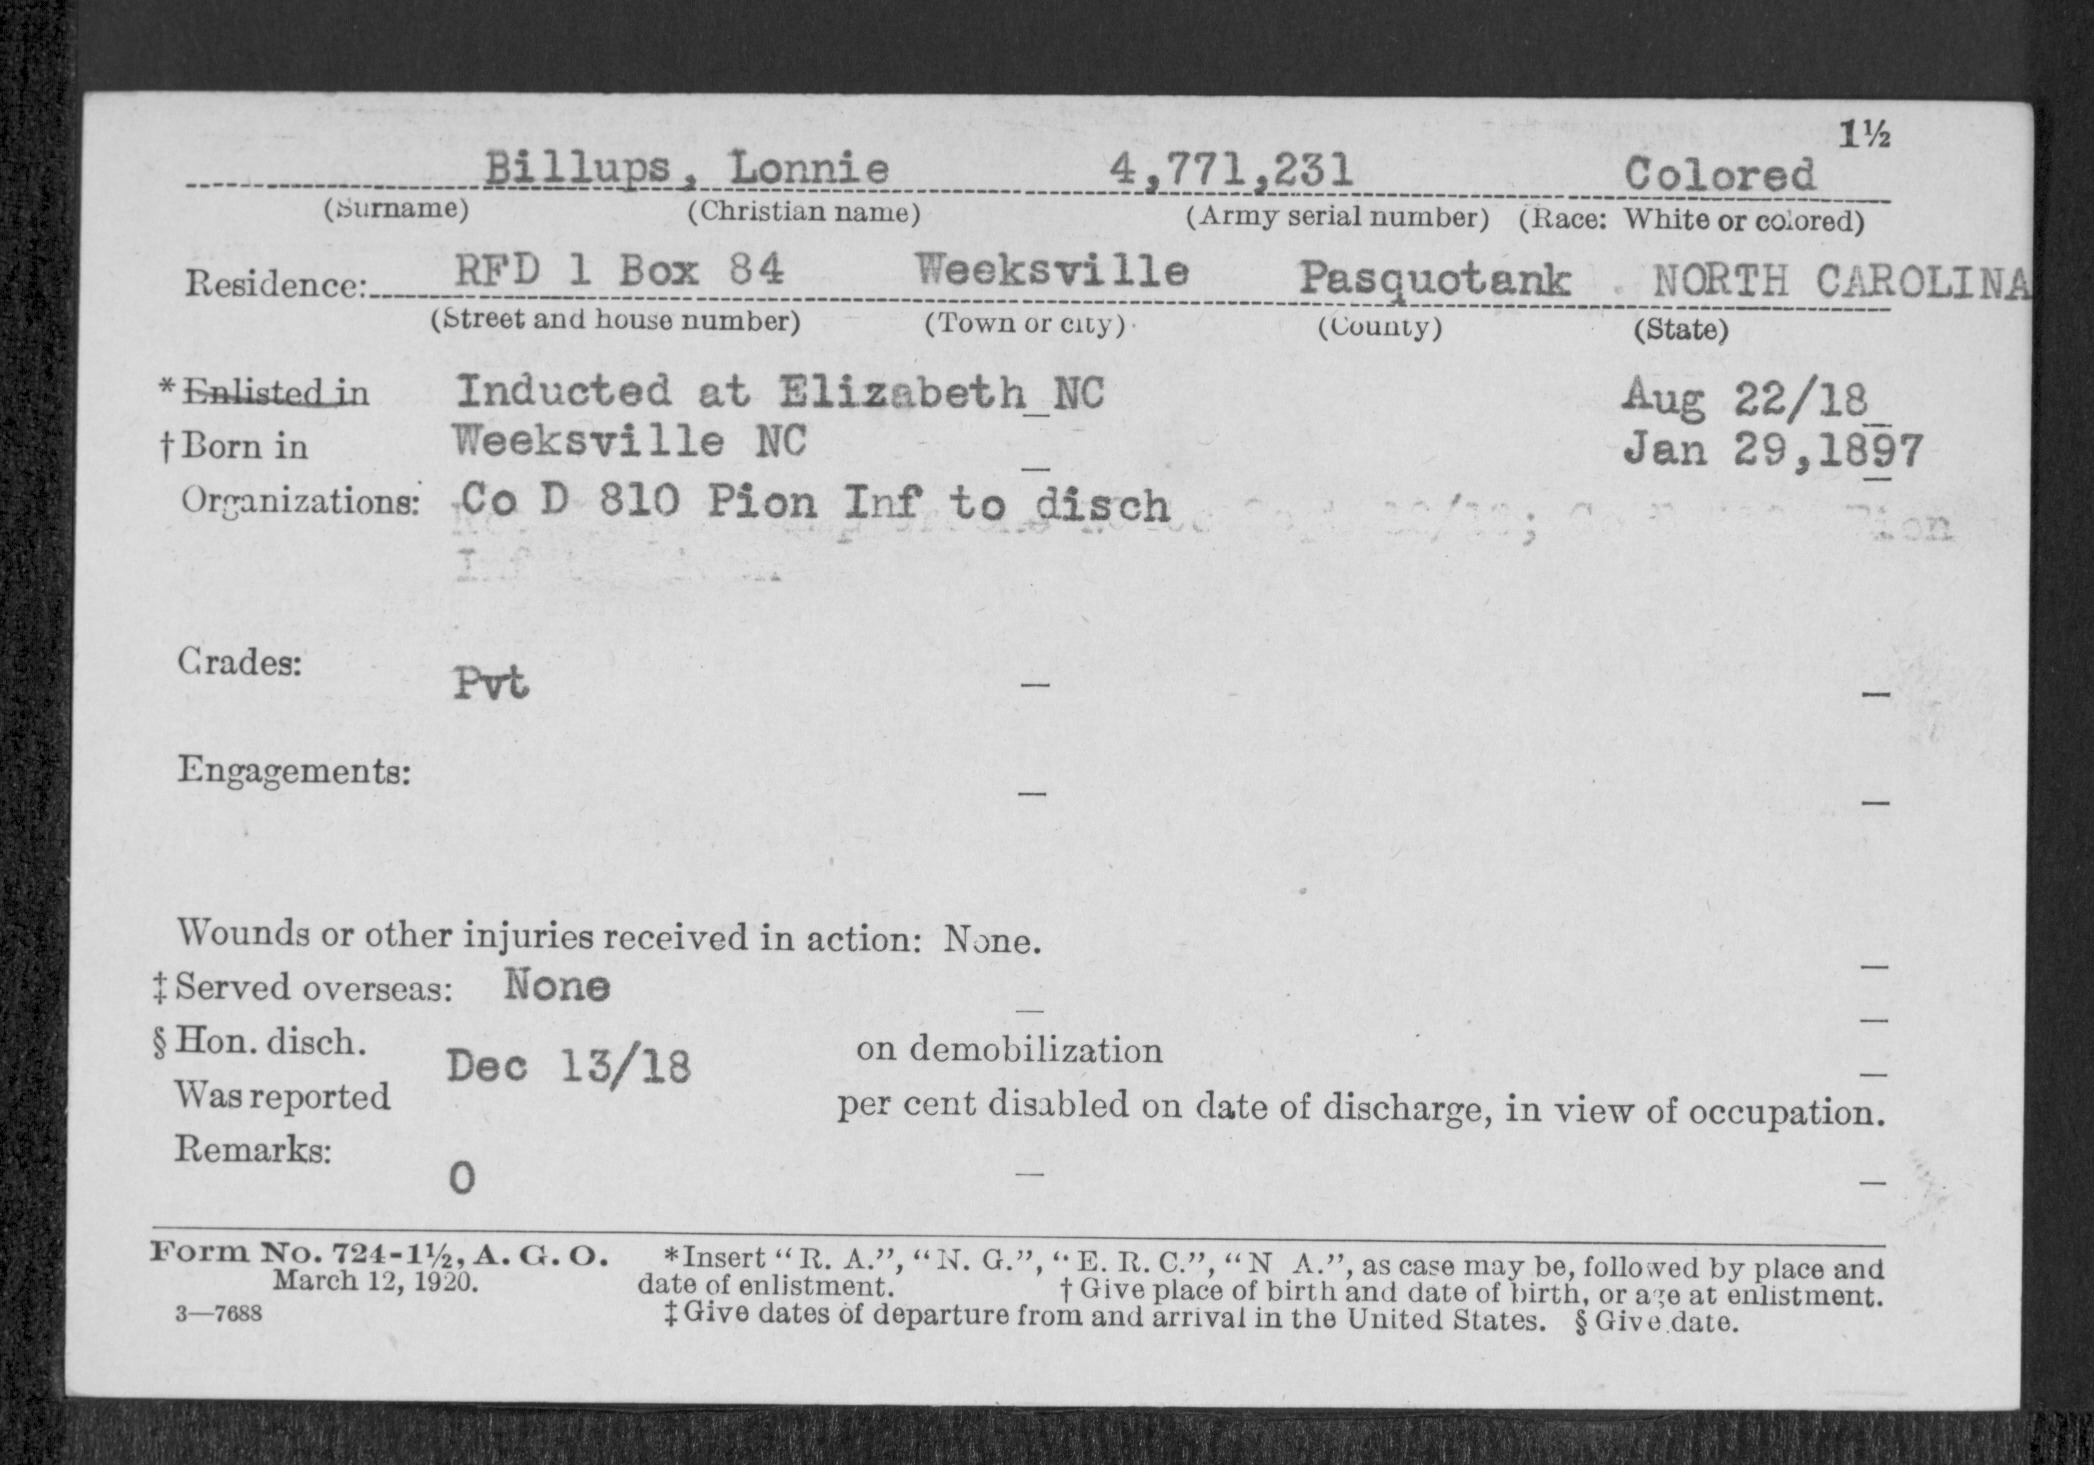 1½
Billups, Lonnie 4,771,231 Colored
(Surname) (Christian name) (Army serial number) (Race: White or colored)
Residence: RFD 1 Box 84 Weeksville Pasquotank NORTH CAROLINA
(Street and house number) (Town or city) (County) (State)
* Enlisted in Inducted at Elizabeth NC Aug 22/18
† Born in Weeksville NC Jan 29,1897
Organizations: Co D 810 Pion Inf to disch
Grades: Pvt
Engagements:
Wounds or other injuries received in action: None.
‡ Served overseas: None
§ Hon. disch. Dec 13/18 on demobilization
Was reported per cent disabled on date of discharge, in view of occupation.
Remarks: 0
Form No. 724-1½, A. G. O. *Insert “R. A.”, “N. G.”, “E. R. C.”, “N A.”, as case may be, followed by place and
March 12, 1920. date of enlistment. † Give place of birth and date of birth, or age at enlistment.
3—7688 ‡ Give dates of departure from and arrival in the United States. § Give date.